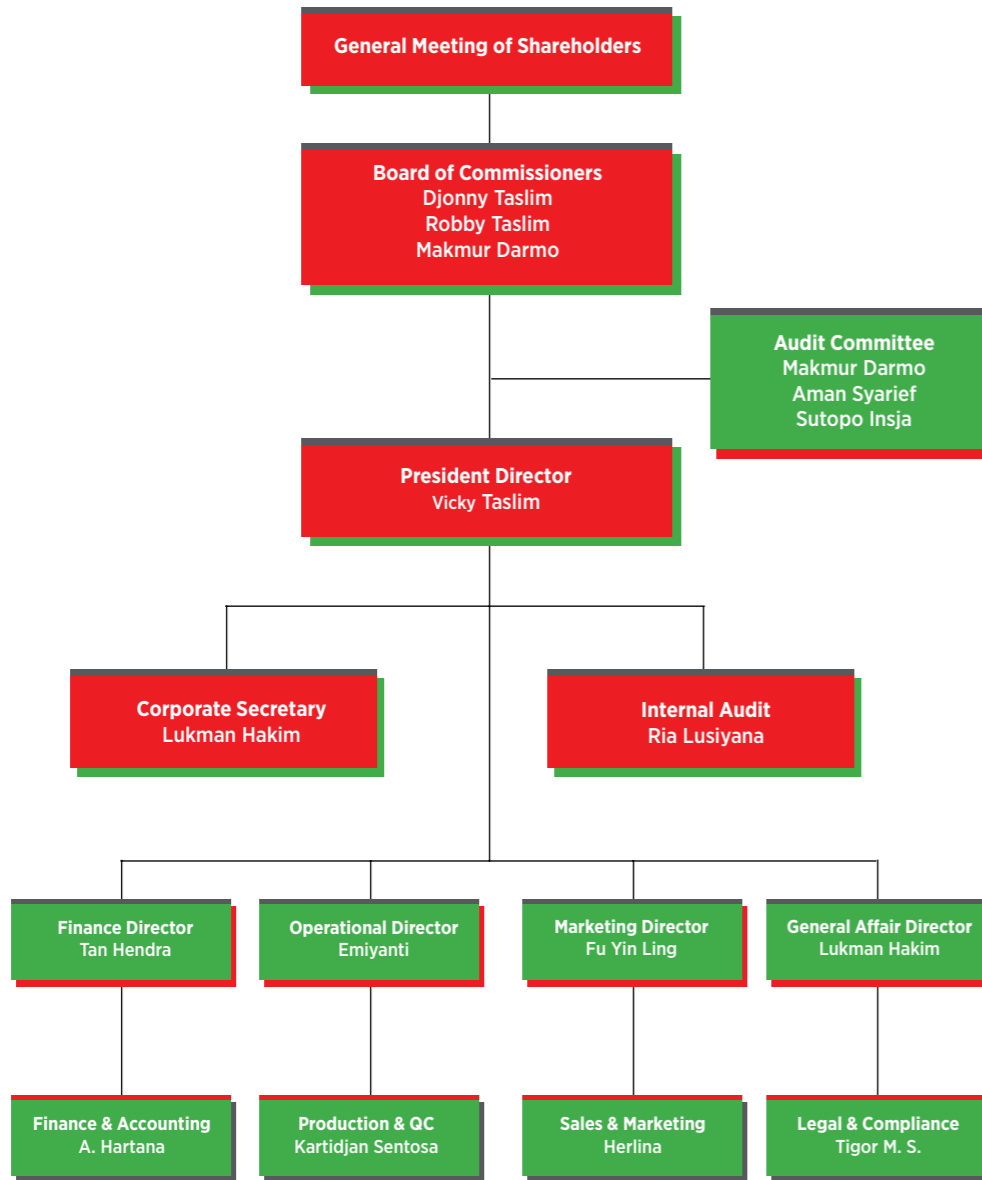 General Meeting of Shareholders
Board of Commissioners
Djonny Taslim
Robby Taslim
Makmur Darmo
Audit Committee
Makmur Darmo
Aman Syarief
Sutopo Insja
President Director
Vicky Taslim
Corporate Secretary
Lukman Hakim
Internal Audit
Ria Lusiyana
Finance Director
Tan Hendra
Operational Director
Emiyanti
Marketing Director
Fu Yin Ling
General Affair Director
Lukman Hakim
Finance & Accounting
A. Hartana
Production & QC
Kartidjan Sentosa
Sales & Marketing
Herlina
Legal & Compliance
Tigor M. S.